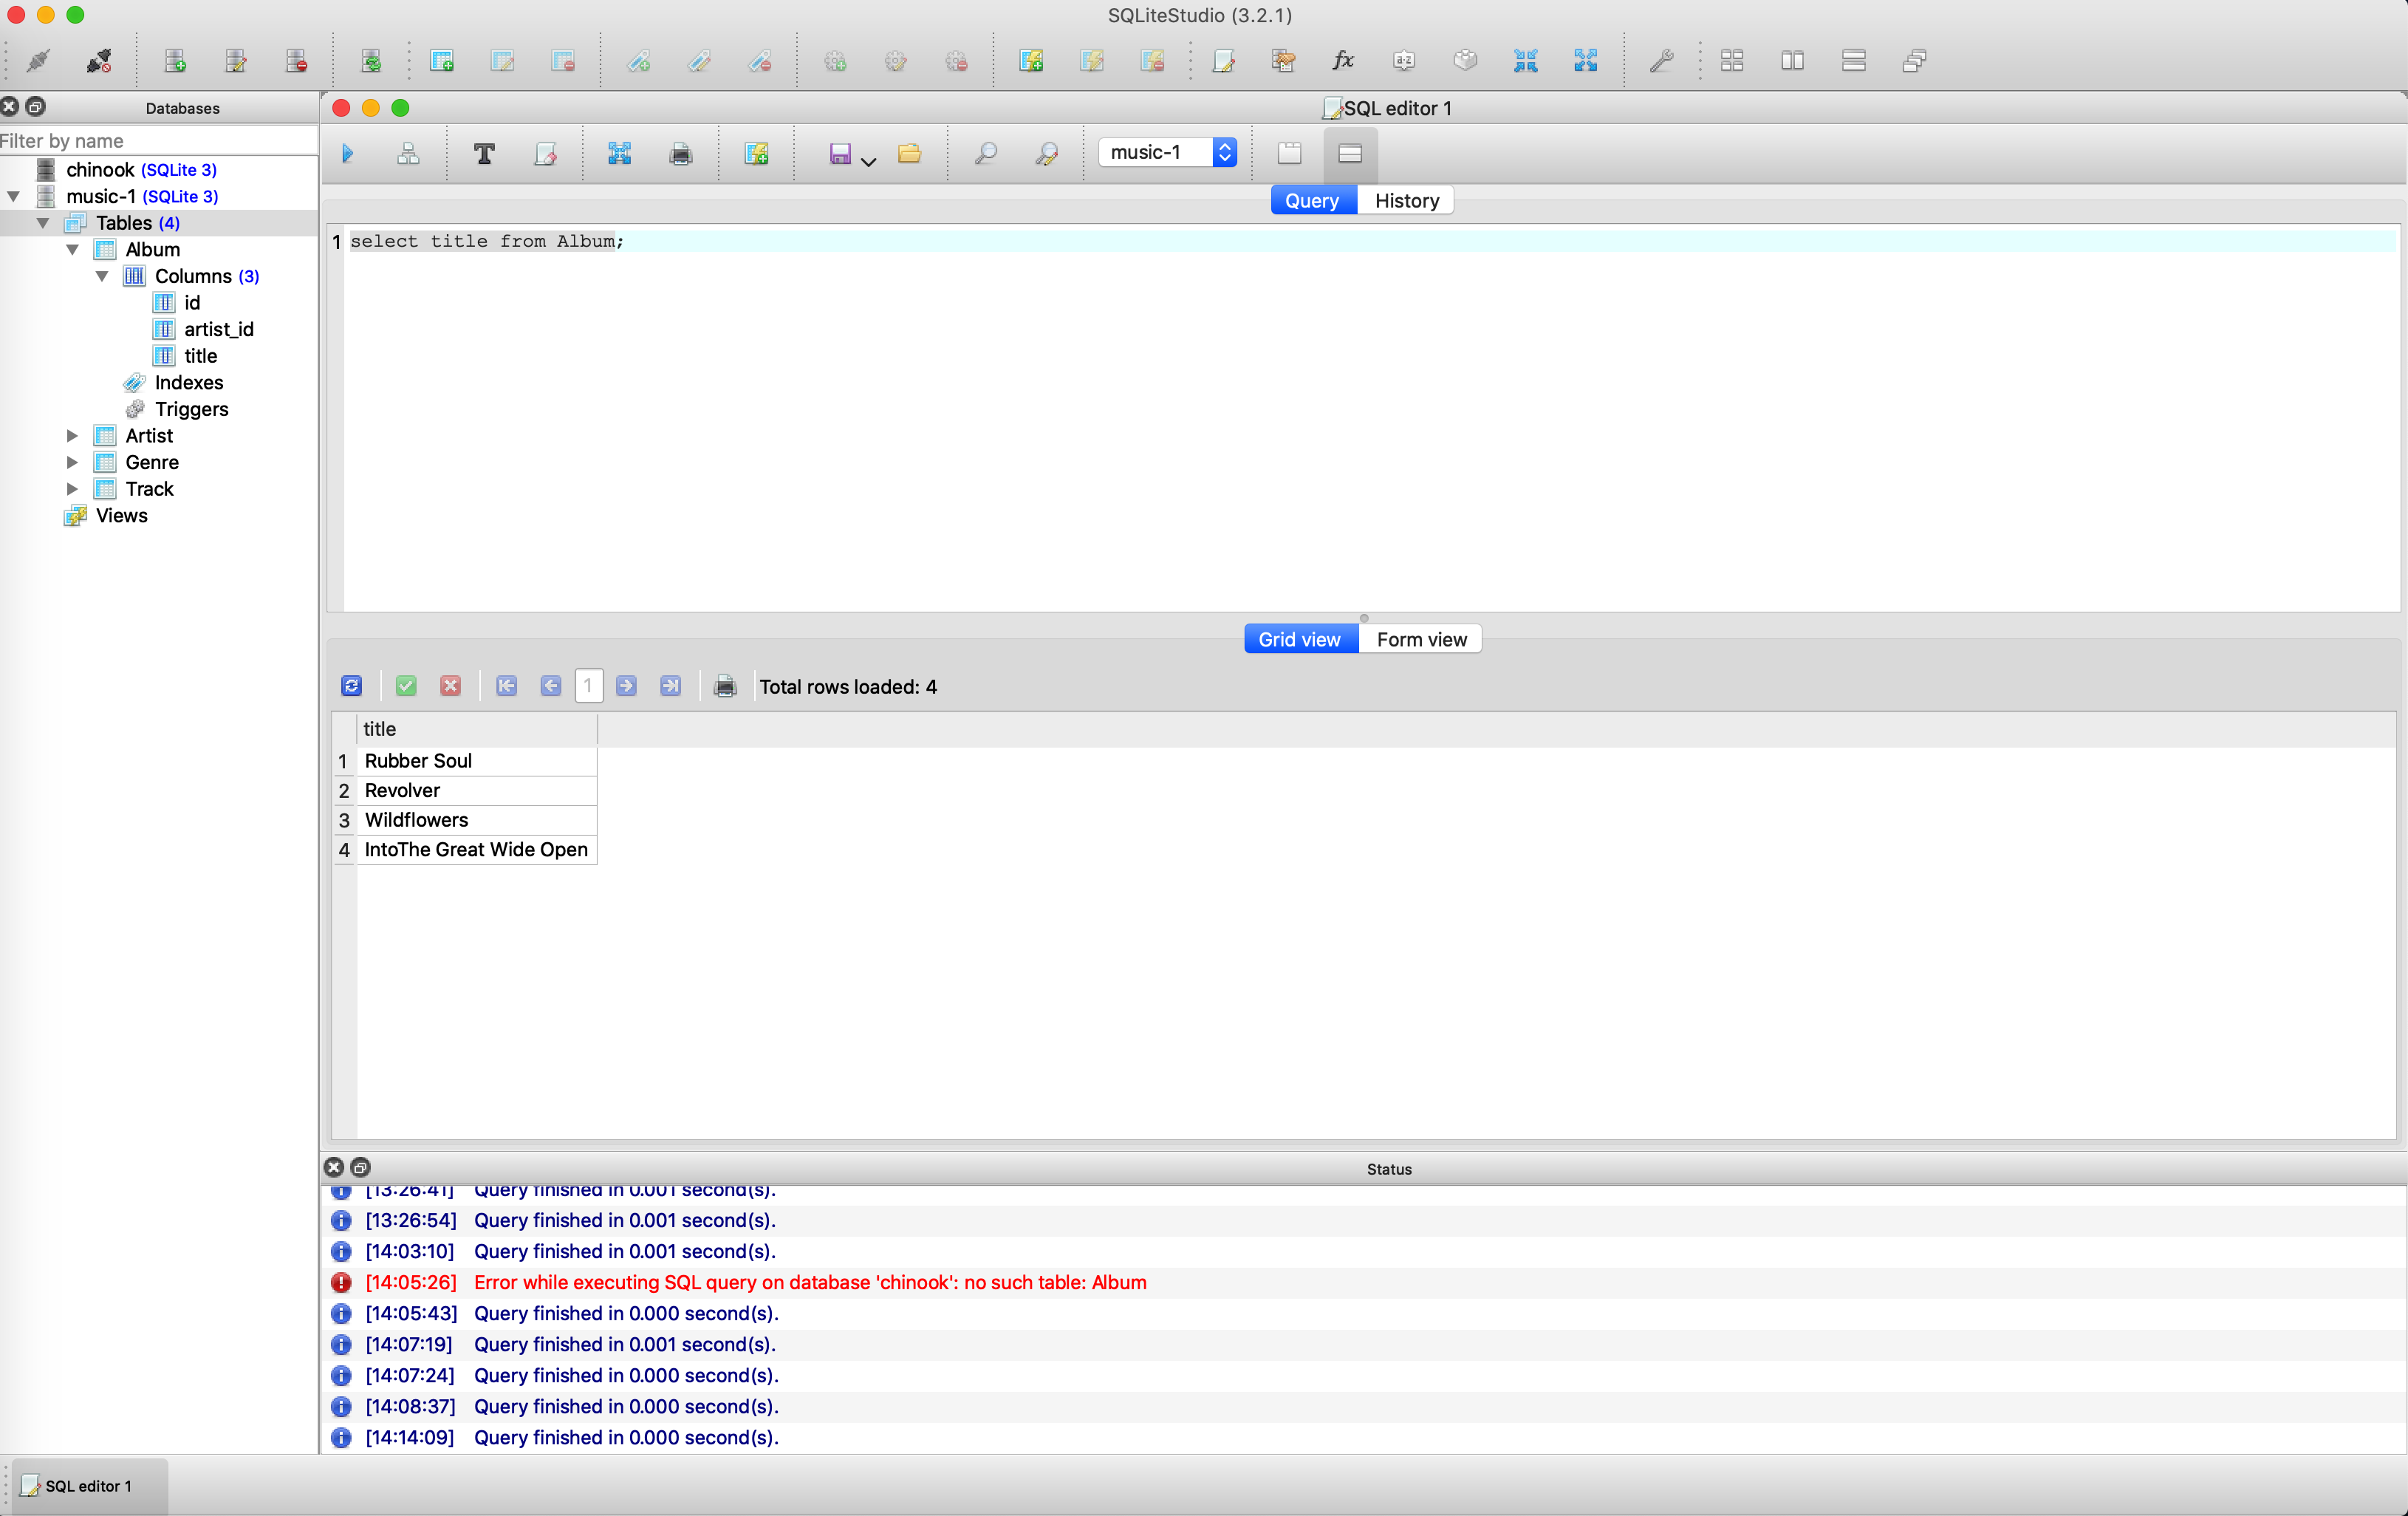 SQLiteStudio (3.2.1)
fx
a-z
Databases
SQL editor 1
Filter by name
T
music-1
chinook (SQLite 3)
music-1 (SQLite 3)
Tables (4)
Album
Columns (3)
id
artist_id
title
Indexes
Triggers
Artist
Genre
Track
Views
Query History
1 select title from Album;
Grid view Form view
1 Total rows loaded: 4
title
1 Rubber Soul
2 Revolver
3 Wildflowers
4 IntoThe Great Wide Open
Status
[13:26:41] Query finished in 0.001 second(s).
[13:26:54] Query finished in 0.001 second(s).
[14:03:10] Query finished in 0.001 second(s).
[14:05:26] Error while executing SQL query on database 'chinook': no such table: Album
[14:05:43] Query finished in 0.000 second(s).
[14:07:19] Query finished in 0.001 second(s).
[14:07:24] Query finished in 0.000 second(s).
[14:08:37] Query finished in 0.000 second(s).
[14:14:09] Query finished in 0.000 second(s).
SQL editor 1